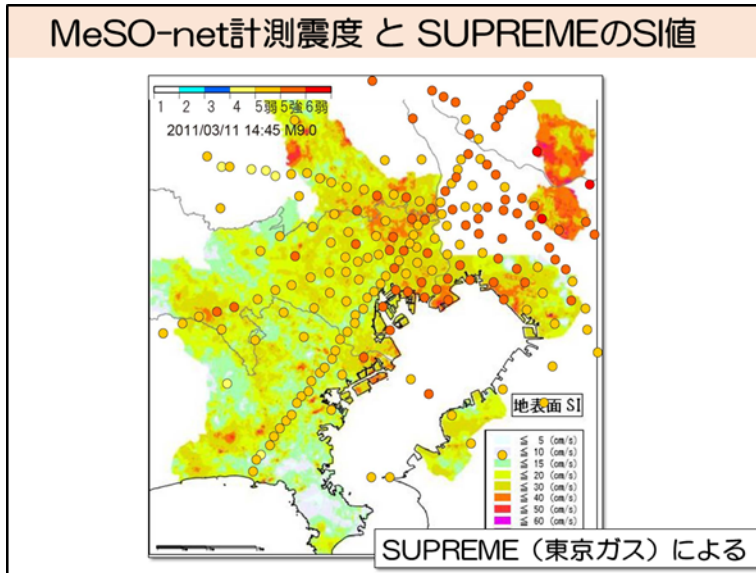 MeSO-net計測震度 と SUPREMEのSI値
1 2 3 4 5弱 5強 6弱
2011/03/11 14:45 M9.0
地表面 SI
≦ 5 (cm/s)
≦ 10 (cm/s)
≦ 15 (cm/s)
≦ 20 (cm/s)
≦ 30 (cm/s)
≦ 40 (cm/s)
≦ 50 (cm/s)
≦ 60 (cm/s)
SUPREME（東京ガス）による